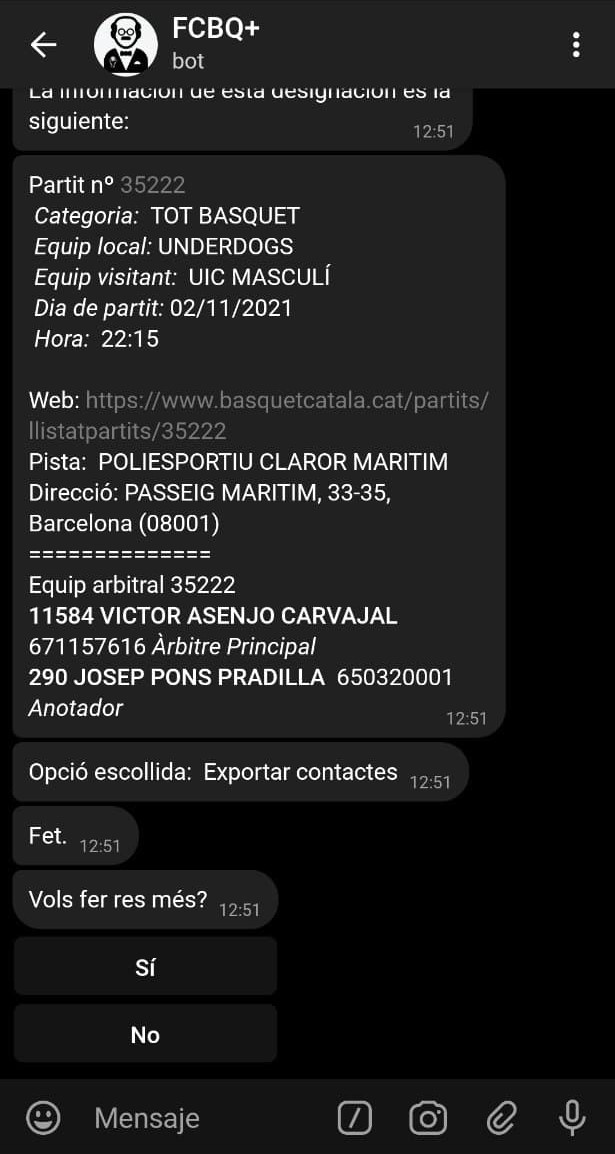 FCBQ+
bot
La información de esta designación es la
siguiente:
12:51
Partit nº 35222
Categoria: TOT BASQUET
Equip local: UNDERDOGS
Equip visitant: UIC MASCULÍ
Dia de partit: 02/11/2021
Hora: 22:15
Web: https://www.basquetcatala.cat/partits/
llistatpartits/35222
Pista: POLIESPORTIU CLAROR MARITIM
Direcció: PASSEIG MARITIM, 33-35,
Barcelona (08001)
==============
Equip arbitral 35222
11584 VICTOR ASENJO CARVAJAL
671157616 Àrbitre Principal
290 JOSEP PONS PRADILLA 650320001
Anotador
12:51
Opció escollida: Exportar contactes 12:51
Fet. 12:51
Vols fer res més? 12:51
Sí
No
Mensaje